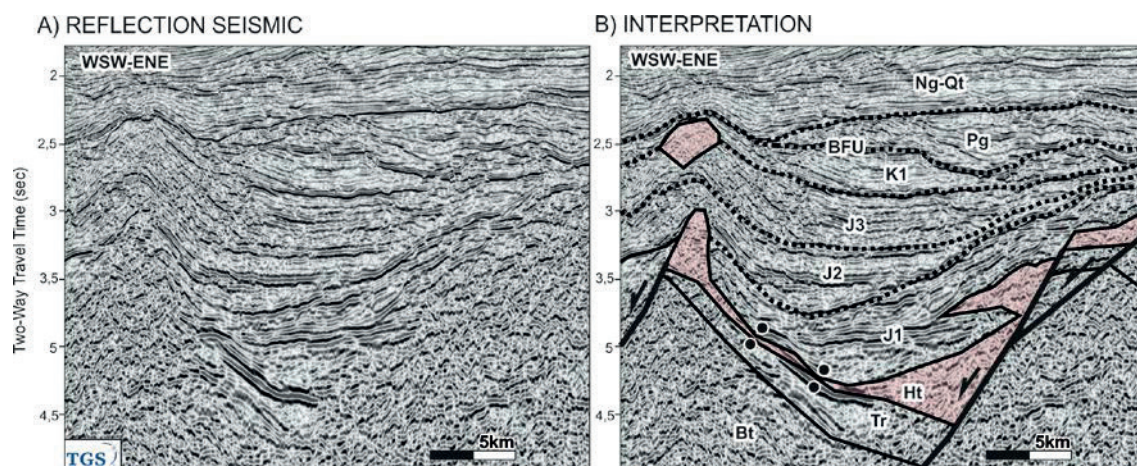 A) REFLECTION SEISMIC
B) INTERPRETATION
WSW-ENE
WSW-ENE
Two-Way Travel Time (sec)
2
2,5
3
3,5
5
4,5
TGS
5km
2
2,5
3
3,5
5
4,5
Ng-Qt
Pg
BFU
K1
J3
J2
J1
Ht
Tr
Bt
5km